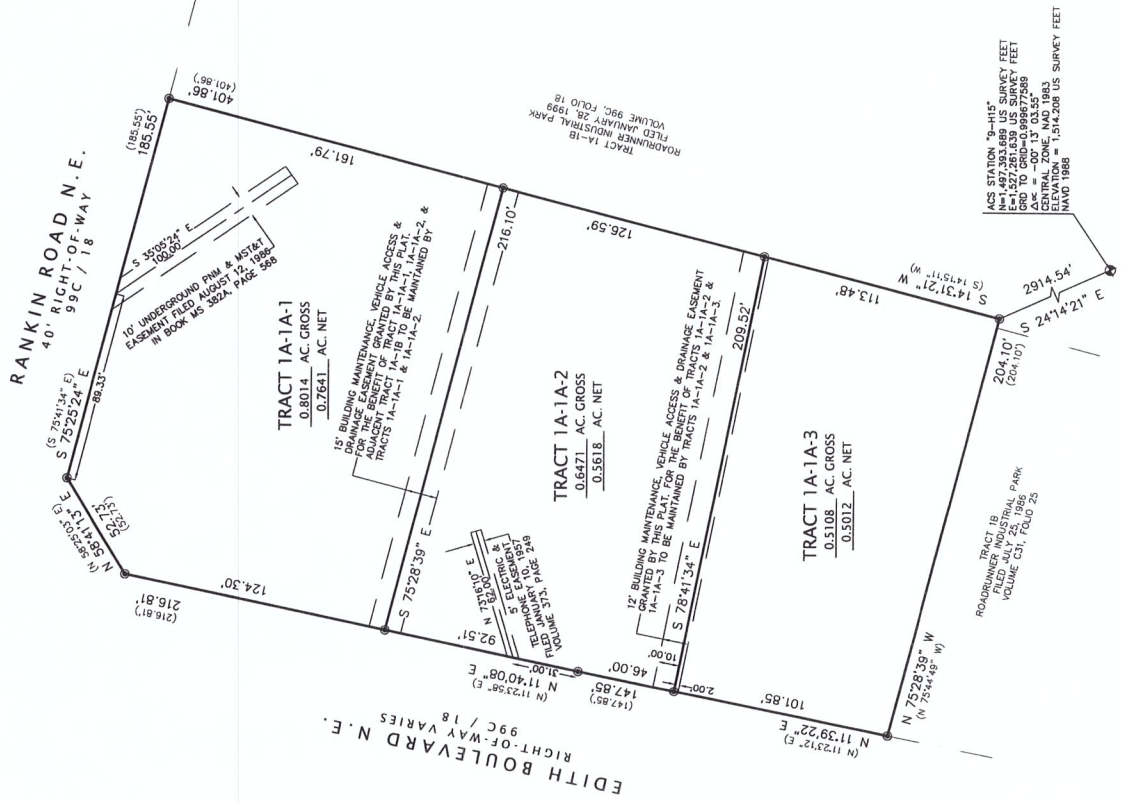 RANKIN ROAD N.E.
40' RIGHT-OF-WAY
99C / 18
(185.55')
185.55'
401.86'
(401.86')
(S 75°41'34" E)
S 75°25'24" E
89.33'
S 35°05'24" E
100.00'
10' UNDERGROUND PNM & MST&T
EASEMENT FILED AUGUST 12, 1986
IN BOOK MS 382A, PAGE 568
N 58°41'13" E
(N 58°25'03" E)
52.73'
(52.73')
124.30'
216.81'
(216.81')
161.79'
TRACT 1A-1A-1
0.8014 AC. GROSS
0.7641 AC. NET
15' BUILDING MAINTENANCE, VEHICLE ACCESS &
DRAINAGE EASEMENT GRANTED BY THIS PLAT.
FOR THE BENEFIT OF TRACT 1A-1A-1, 1A-1A-2, &
ADJACENT TRACT 1A-1B TO BE MAINTAINED BY
TRACTS 1A-1A-1 & 1A-1A-2.
TRACT 1A-1B
ROADRUNNER INDUSTRIAL PARK
FILED JANUARY 28, 1999
VOLUME 99C, FOLIO 18
216.10'
S 75°28'39" E
126.59'
TRACT 1A-1A-2
0.6471 AC. GROSS
0.5618 AC. NET
92.51'
N 73°16'10" E
62.00'
5' ELECTRIC &
TELEPHONE EASEMENT
FILED JANUARY 10, 1957
VOLUME 373, PAGE 249
31.00'
N 11°40'08" E
(N 11°23'58" E)
147.85'
(147.85')
46.00'
10.00'
2.00'
12' BUILDING MAINTENANCE, VEHICLE ACCESS & DRAINAGE EASEMENT
GRANTED BY THIS PLAT. FOR THE BENEFIT OF TRACTS 1A-1A-2 &
1A-1A-3 TO BE MAINTAINED BY TRACTS 1A-1A-2 & 1A-1A-3.
209.52'
S 78°41'34" E
113.48'
S 14°31'21" W
(S 14°15'11" W)
TRACT 1A-1A-3
0.5108 AC. GROSS
0.5012 AC. NET
101.85'
N 11°39'22" E
(N 11°23'12" E)
N 75°28'39" W
(N 75°44'49" W)
204.10'
(204.10')
2914.54'
S 24°14'21" E
ACS STATION "9-H15"
N=1,497,393.689 US SURVEY FEET
E=1,527,261.639 US SURVEY FEET
GRD TO GRID=0.999677589
Δ∝ = -00° 13' 03.55"
CENTRAL ZONE, NAD 1983
ELEVATION = 1,514.208 US SURVEY FEET
NAVD 1988
TRACT 1B
ROADRUNNER INDUSTRIAL PARK
FILED JULY 25, 1986
VOLUME C31, FOLIO 25
EDITH BOULEVARD N.E.
RIGHT-OF-WAY VARIES
99C / 18